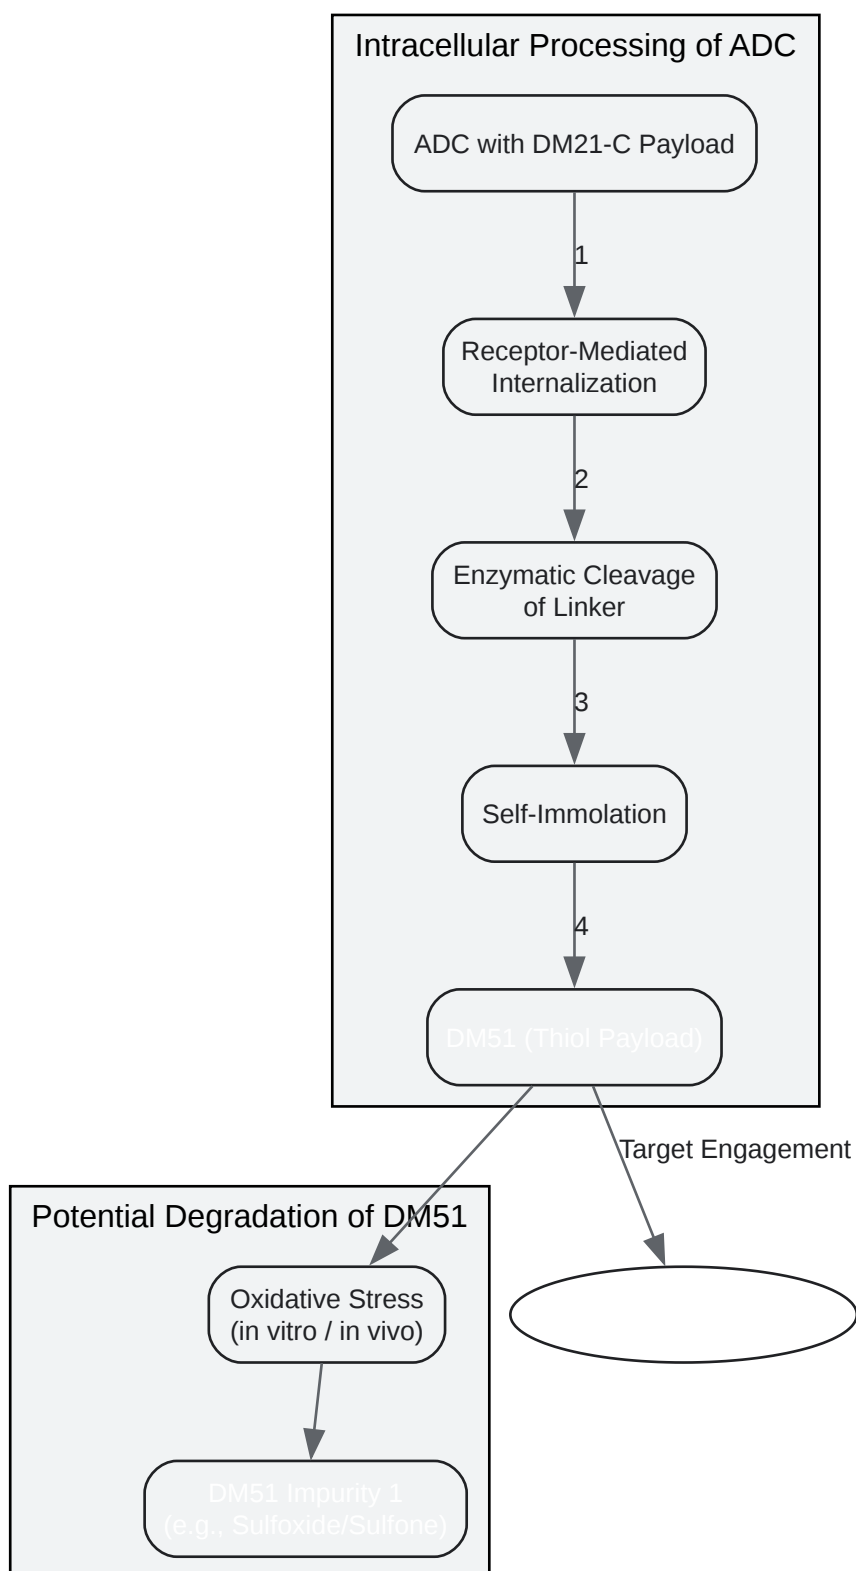 Intracellular Processing of ADC
ADC with DM21-C Payload
1
Receptor-Mediated
Internalization
2
Enzymatic Cleavage
of Linker
3
Self-Immolation
4
DM51 (Thiol Payload)
Target Engagement
Potential Degradation of DM51
Oxidative Stress
(in vitro / in vivo)
DM51 Impurity 1
(e.g., Sulfoxide/Sulfone)